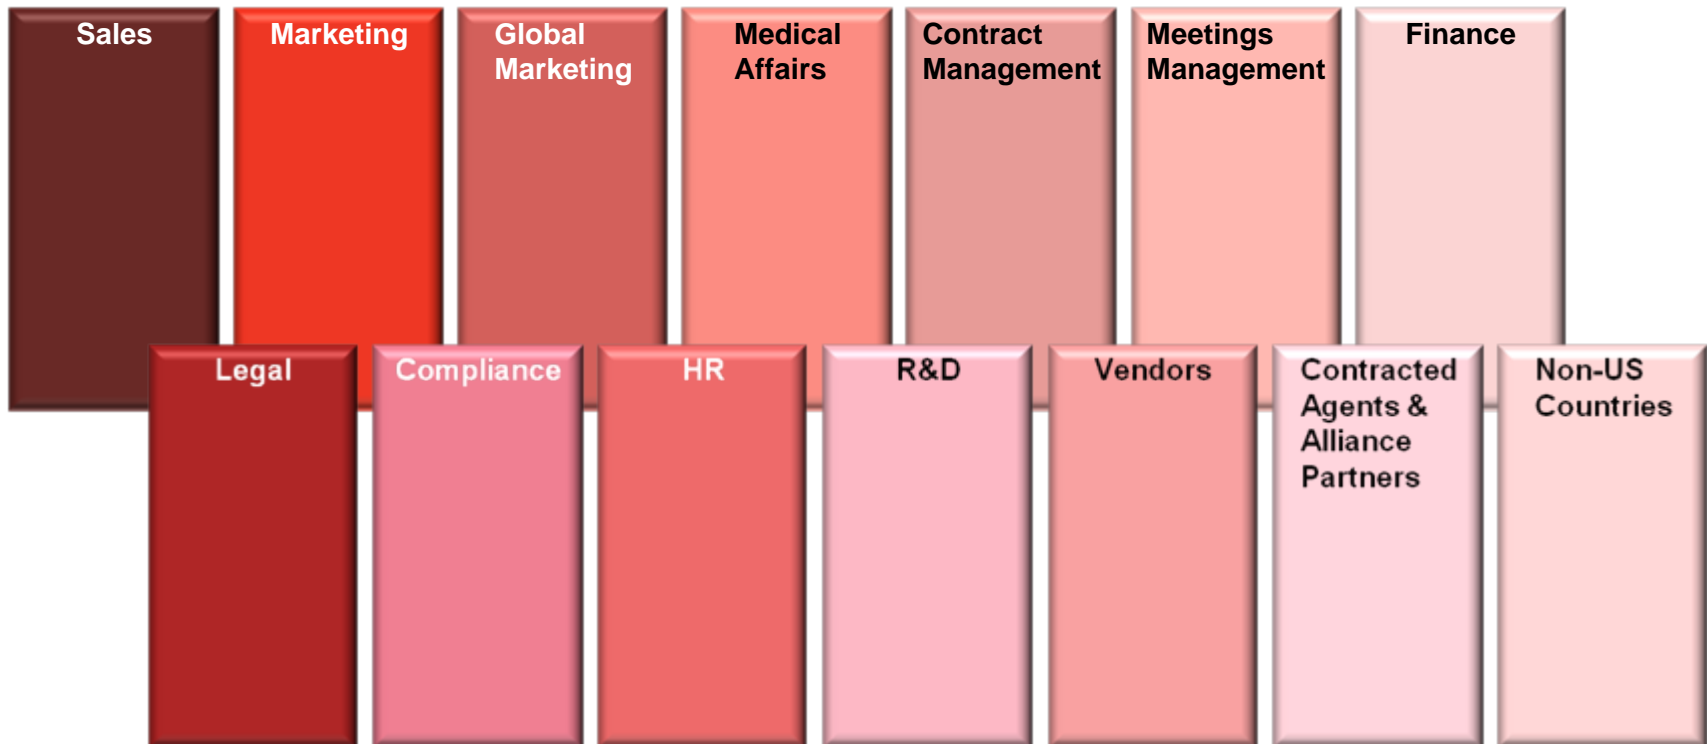 Sales
Marketing
Global
Marketing
Medical
Affairs
Contract
Management
Meetings
Management
Finance
Legal
Compliance
HR
R&D
Vendors
Contracted
Agents &
Alliance
Partners
Non-US
Countries